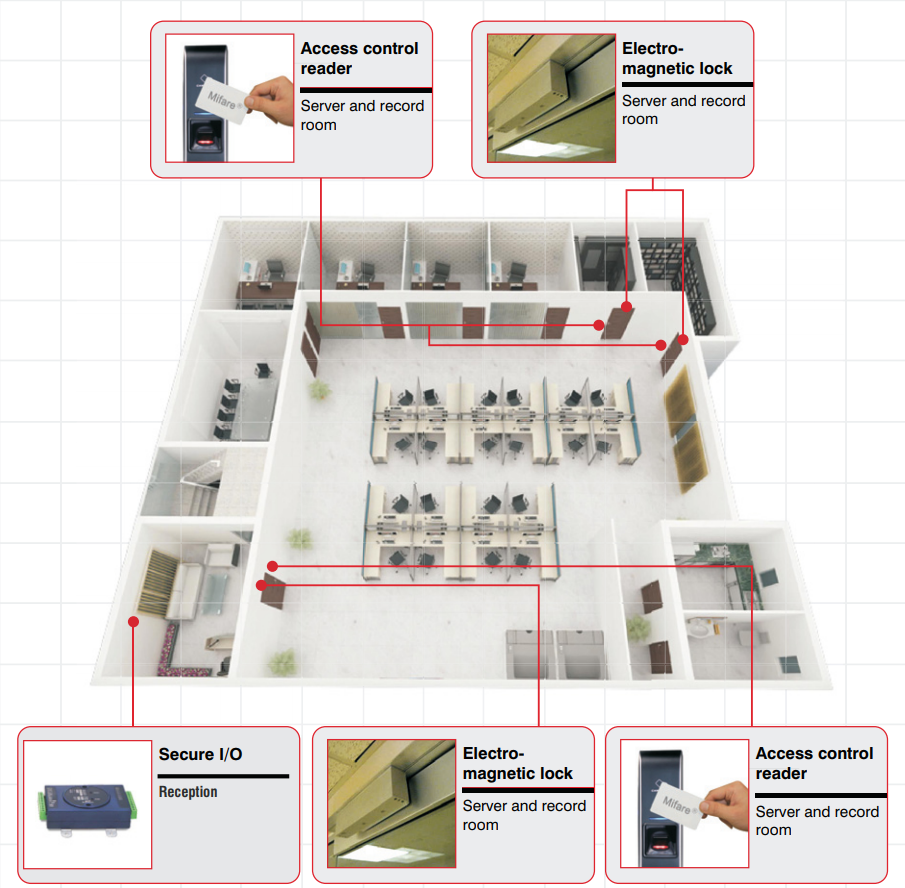 Access control
reader
Server and record
room
Mifare®
Electro-
magnetic lock
Server and record
room
Secure I/O
Reception
Electro-
magnetic lock
Server and record
room
Mifare®
Access control
reader
Server and record
room